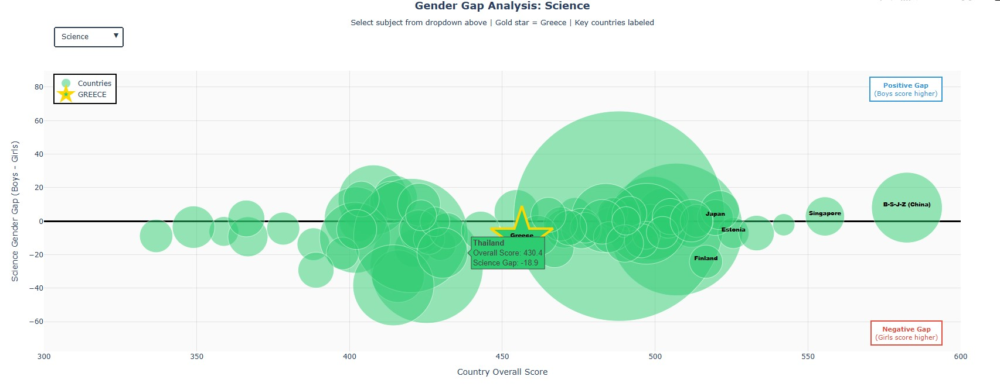 Gender Gap Analysis: Science
Select subject from dropdown above | Gold star = Greece | Key countries labeled
Science ▼
Countries
GREECE
Positive Gap
(Boys score higher)
80
60
40
20
0
−20
−40
−60
Science Gender Gap (Boys - Girls)
B-S-J-Z (China)
Singapore
Japan
Estonia
Greece
Thailand
Overall Score: 430.4
Science Gap: -18.9
Finland
Negative Gap
(Girls score higher)
300 350 400 450 500 550 600
Country Overall Score